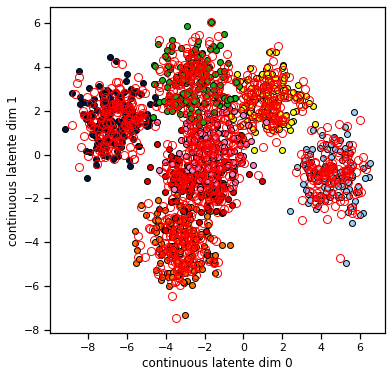 6
4
2
0
−2
−4
−6
−8
continuous latente dim 1
−8 −6 −4 −2 0 2 4 6
continuous latente dim 0